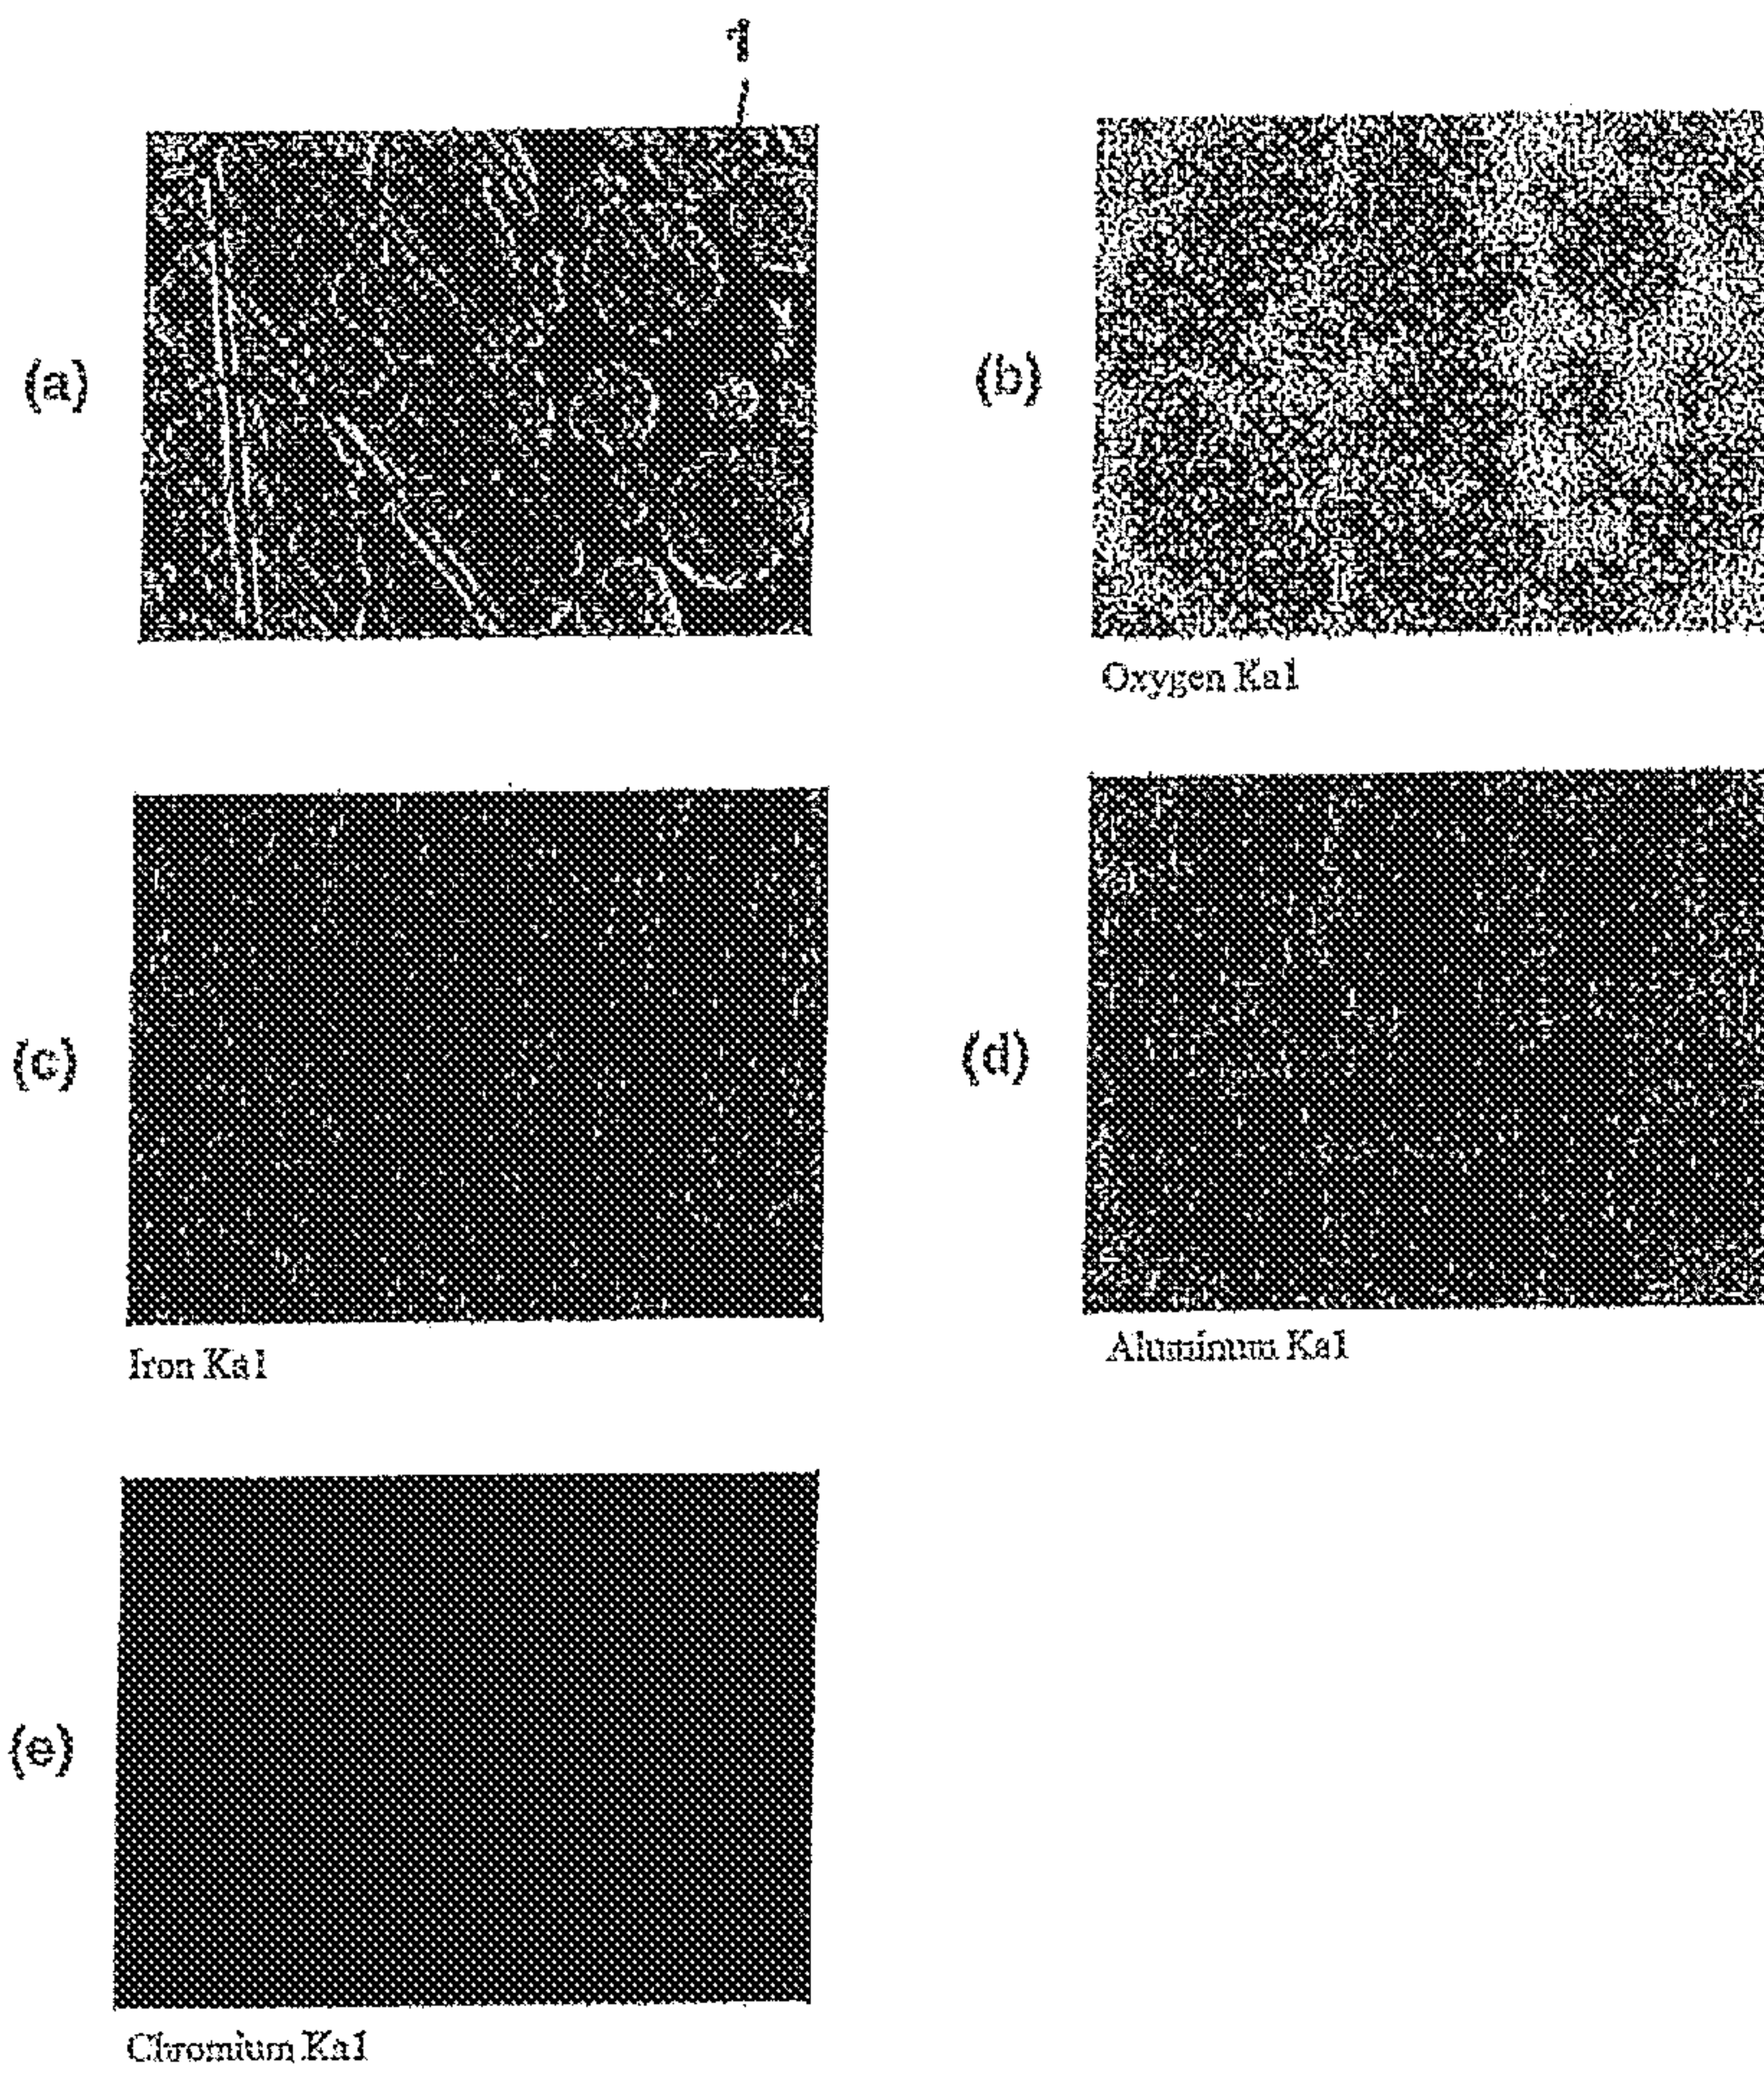 1
(a)
(b)
Oxygen Ka1
(c)
(d)
Iron Ka1
Aluminum Ka1
(e)
Chromium Ka1